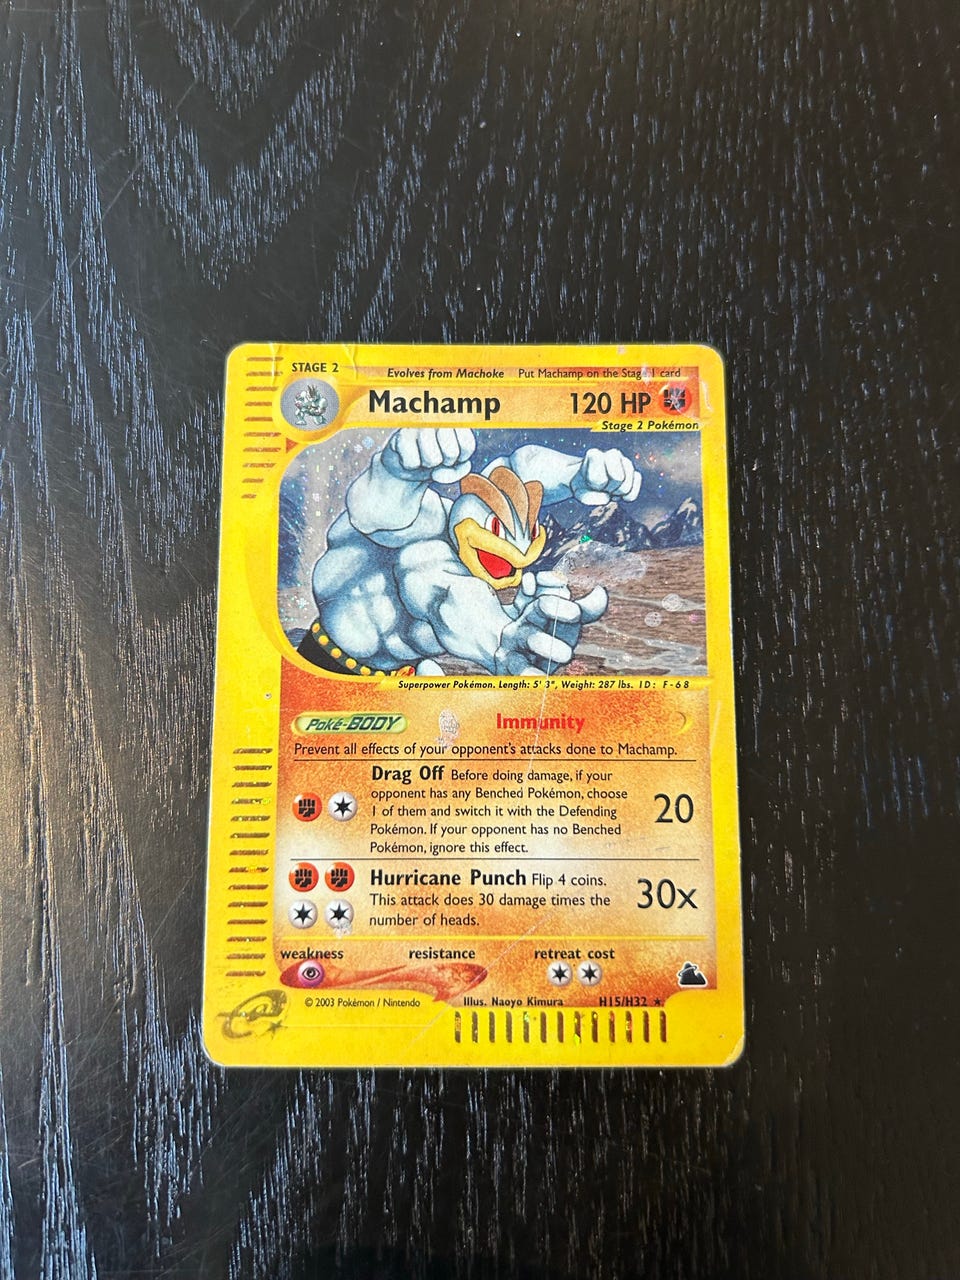 STAGE 2
Evolves from Machoke Put Machamp on the Stage 1 card
Machamp 120 HP
Stage 2 Pokémon
Superpower Pokémon. Length: 5' 3", Weight: 287 lbs. ID: F-68
Poké-BODY Immunity
Prevent all effects of your opponent's attacks done to Machamp.
Drag Off Before doing damage, if your
opponent has any Benched Pokémon, choose
1 of them and switch it with the Defending
Pokémon. If your opponent has no Benched
Pokémon, ignore this effect.
20
Hurricane Punch Flip 4 coins.
This attack does 30 damage times the
number of heads.
30x
weakness resistance retreat cost
© 2003 Pokémon / Nintendo Illus. Naoyo Kimura H15/H32 ★
e